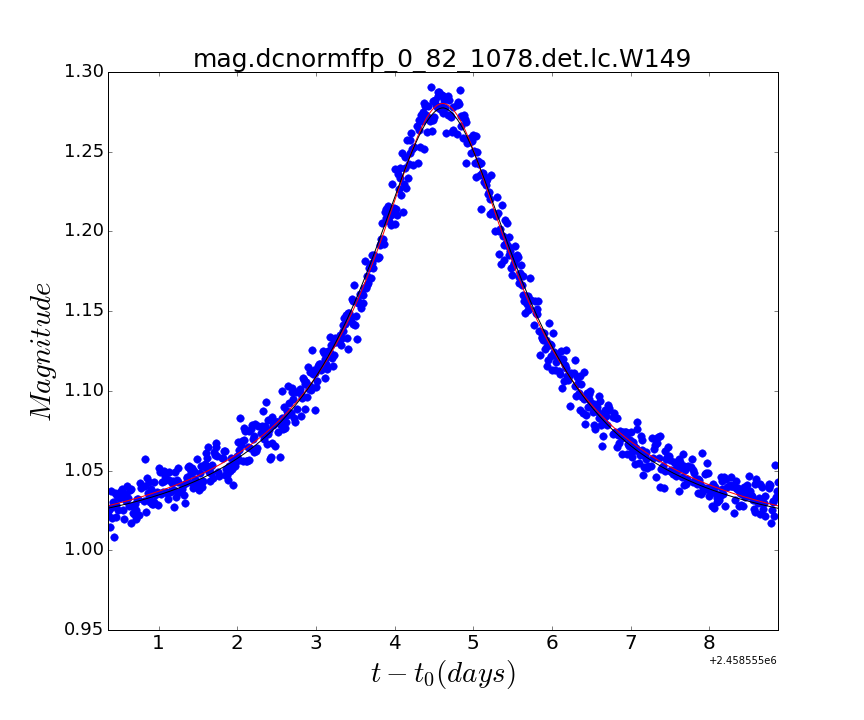 mag.dcnormffp_0_82_1078.det.lc.W149
1.30
1.25
1.20
1.15
1.10
1.05
1.00
0.95
Magnitude
1 2 3 4 5 6 7 8
+2.458555e6
t − t₀(days)